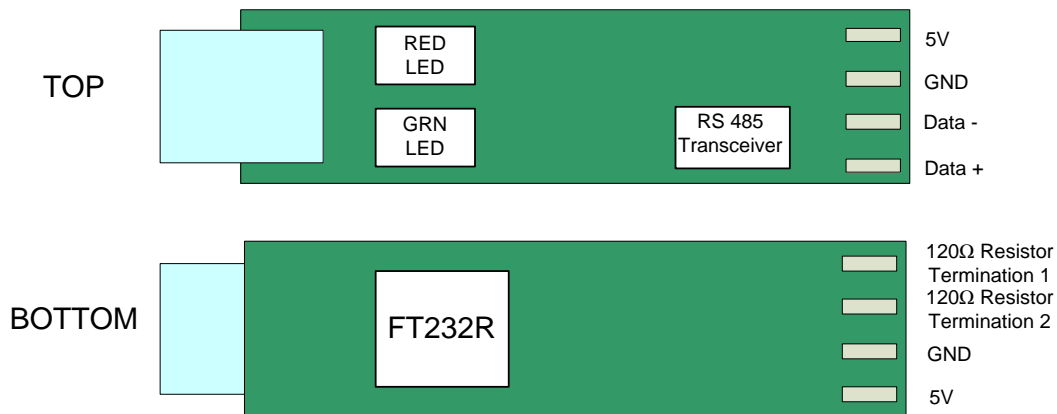 TOP
RED
LED
GRN
LED
RS 485
Transceiver
5V
GND
Data -
Data +
BOTTOM
FT232R
120Ω Resistor
Termination 1
120Ω Resistor
Termination 2
GND
5V